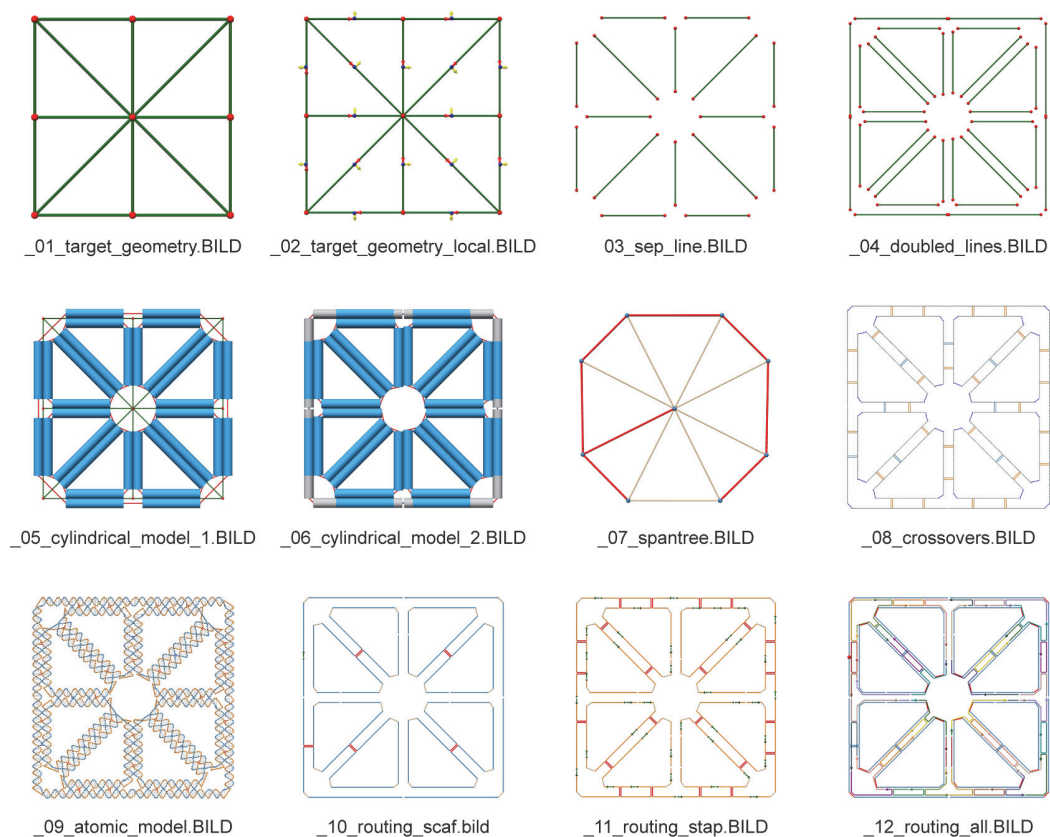 _01_target_geometry.BILD
_02_target_geometry_local.BILD
03_sep_line.BILD
_04_doubled_lines.BILD
_05_cylindrical_model_1.BILD
_06_cylindrical_model_2.BILD
_07_spantree.BILD
_08_crossovers.BILD
_09_atomic_model.BILD
_10_routing_scaf.bild
_11_routing_stap.BILD
_12_routing_all.BILD